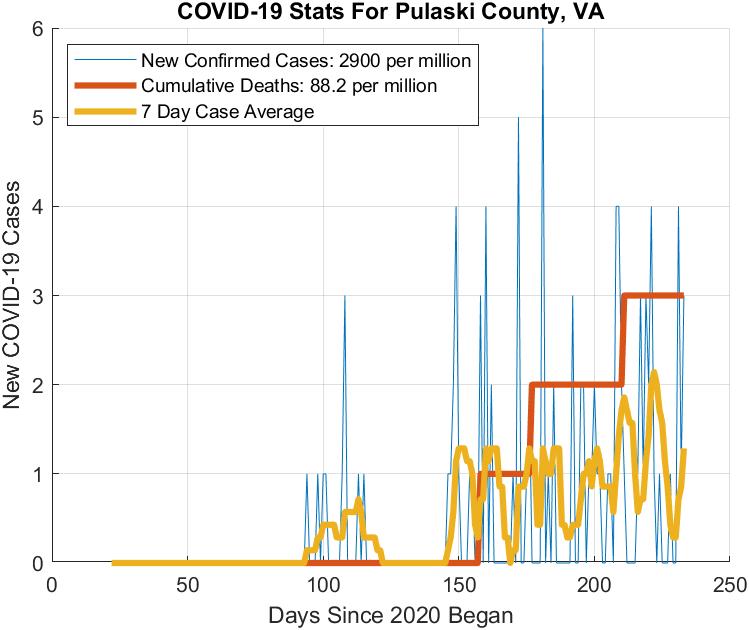 COVID-19 Stats For Pulaski County, VA
New Confirmed Cases: 2900 per million
Cumulative Deaths: 88.2 per million
7 Day Case Average
New COVID-19 Cases
6
5
4
3
2
1
0
0 50 100 150 200 250
Days Since 2020 Began